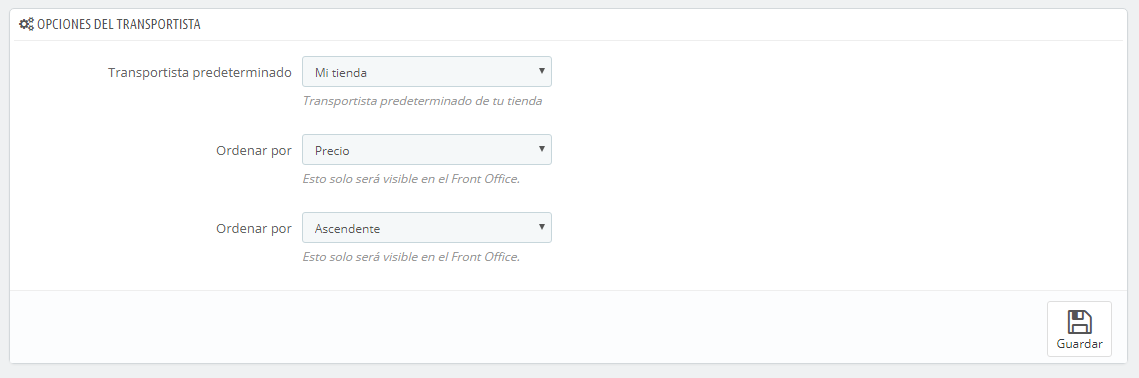 OPCIONES DEL TRANSPORTISTA
Transportista predeterminado
Mi tienda
Transportista predeterminado de tu tienda
Ordenar por
Precio
Esto solo será visible en el Front Office.
Ordenar por
Ascendente
Esto solo será visible en el Front Office.
Guardar